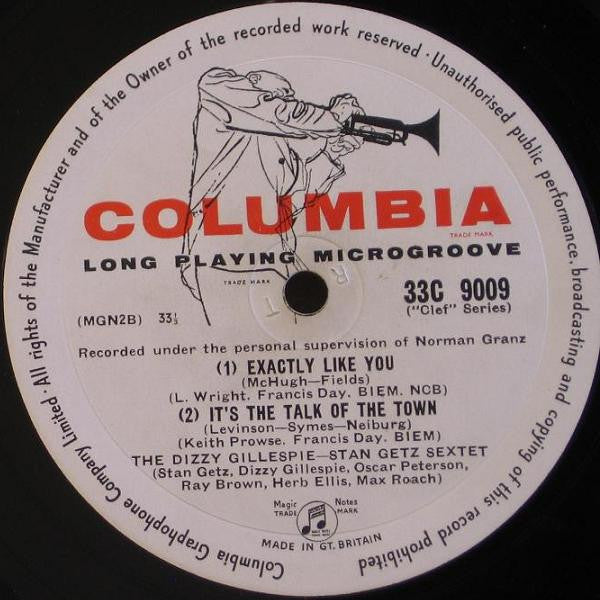 All rights of the Manufacturer and of the Owner of the recorded work reserved · Unauthorised public performance, broadcasting and copying of this record prohibited
Columbia Graphophone Company Limited ·
COLUMBIA
TRADE MARK
LONG PLAYING MICROGROOVE
TRADE MARK
R
T
33C 9009
("Clef" Series)
(MGN2B) 33⅓
Recorded under the personal supervision of Norman Granz
(1) EXACTLY LIKE YOU
(McHugh—Fields)
(L. Wright. Francis Day. BIEM. NCB)
(2) IT'S THE TALK OF THE TOWN
(Levinson—Symes—Neiburg)
(Keith Prowse. Francis Day. BIEM)
THE DIZZY GILLESPIE—STAN GETZ SEXTET
(Stan Getz, Dizzy Gillespie, Oscar Peterson,
Ray Brown, Herb Ellis, Max Roach)
Magic Notes
TRADE MARK
MADE IN GT. BRITAIN